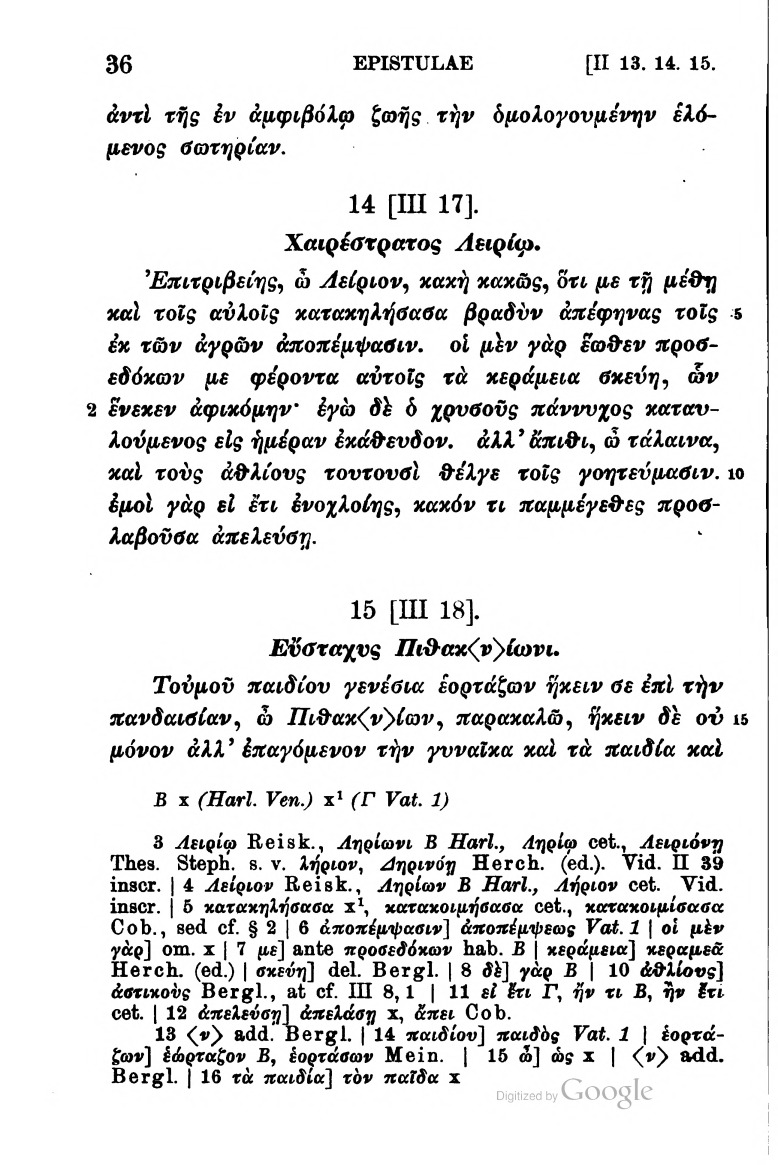 36 EPISTULAE [II 13. 14. 15.
ἀντὶ τῆς ἐν ἀμφιβόλῳ ζωῆς τὴν ὁμολογουμένην ἑλό-
μενος σωτηρίαν.
14 [III 17].
Χαιρέστρατος Λειρίῳ.
Ἐπιτριβείης, ὦ Λείριον, κακὴ κακῶς, ὅτι με τῇ μέθῃ
καὶ τοῖς αὐλοῖς κατακηλήσασα βραδὺν ἀπέφηνας τοῖς 5
ἐκ τῶν ἀγρῶν ἀποπέμψασιν. οἱ μὲν γὰρ ἕωθεν προσ-
εδόκων με φέροντα αὐτοῖς τὰ κεράμεια σκεύη, ὧν
2 ἕνεκεν ἀφικόμην· ἐγὼ δὲ ὁ χρυσοῦς πάννυχος καταυ-
λούμενος εἰς ἡμέραν ἐκάθευδον. ἀλλ’ ἄπιθι, ὦ τάλαινα,
καὶ τοὺς ἀθλίους τουτουσὶ θέλγε τοῖς γοητεύμασιν. 10
ἐμοὶ γὰρ εἰ ἔτι ἐνοχλοίης, κακόν τι παμμέγεθες προσ-
λαβοῦσα ἀπελεύσῃ.
15 [III 18].
Εὔσταχυς Πιθακ⟨ν⟩ίωνι.
Τοὐμοῦ παιδίου γενέσια ἑορτάζων ἥκειν σε ἐπὶ τὴν
πανδαισίαν, ὦ Πιθακ⟨ν⟩ίων, παρακαλῶ, ἥκειν δὲ οὐ 15
μόνον ἀλλ’ ἐπαγόμενον τὴν γυναῖκα καὶ τὰ παιδία καὶ
B x (Harl. Ven.) x¹ (Γ Vat. 1)
3 Λειρίῳ Reisk., Ληρίωνι B Harl., Ληρίῳ cet., Λειριόνῃ
Thes. Steph. s. v. λήριον, Δηρινόῃ Herch. (ed.). Vid. II 39
inscr. | 4 Λείριον Reisk., Ληρίων B Harl., Λήριον cet. Vid.
inscr. | 5 κατακηλήσασα x¹, κατακοιμήσασα cet., κατακοιμίσασα
Cob., sed cf. § 2 | 6 ἀποπέμψασιν] ἀποπέμψεως Vat. 1 | οἱ μὲν
γὰρ] om. x | 7 με] ante προσεδόκων hab. B | κεράμεια] κεραμεᾶ
Herch. (ed.) | σκεύη] del. Bergl. | 8 δὲ] γὰρ B | 10 ἀθλίους]
ἀστικοὺς Bergl., at cf. III 8, 1 | 11 εἰ ἔτι Γ, ἤν τι B, ἢν ἔτι
cet. | 12 ἀπελεύσῃ] ἀπελάσῃ x, ἄπει Cob.
13 ⟨ν⟩ add. Bergl. | 14 παιδίου] παιδὸς Vat. 1 | ἑορτά-
ζων] ἑώρταζον B, ἑορτάσων Mein. | 15 ὦ] ὡς x | ⟨ν⟩ add.
Bergl. | 16 τὰ παιδία] τὸν παῖδα x
Digitized by Google